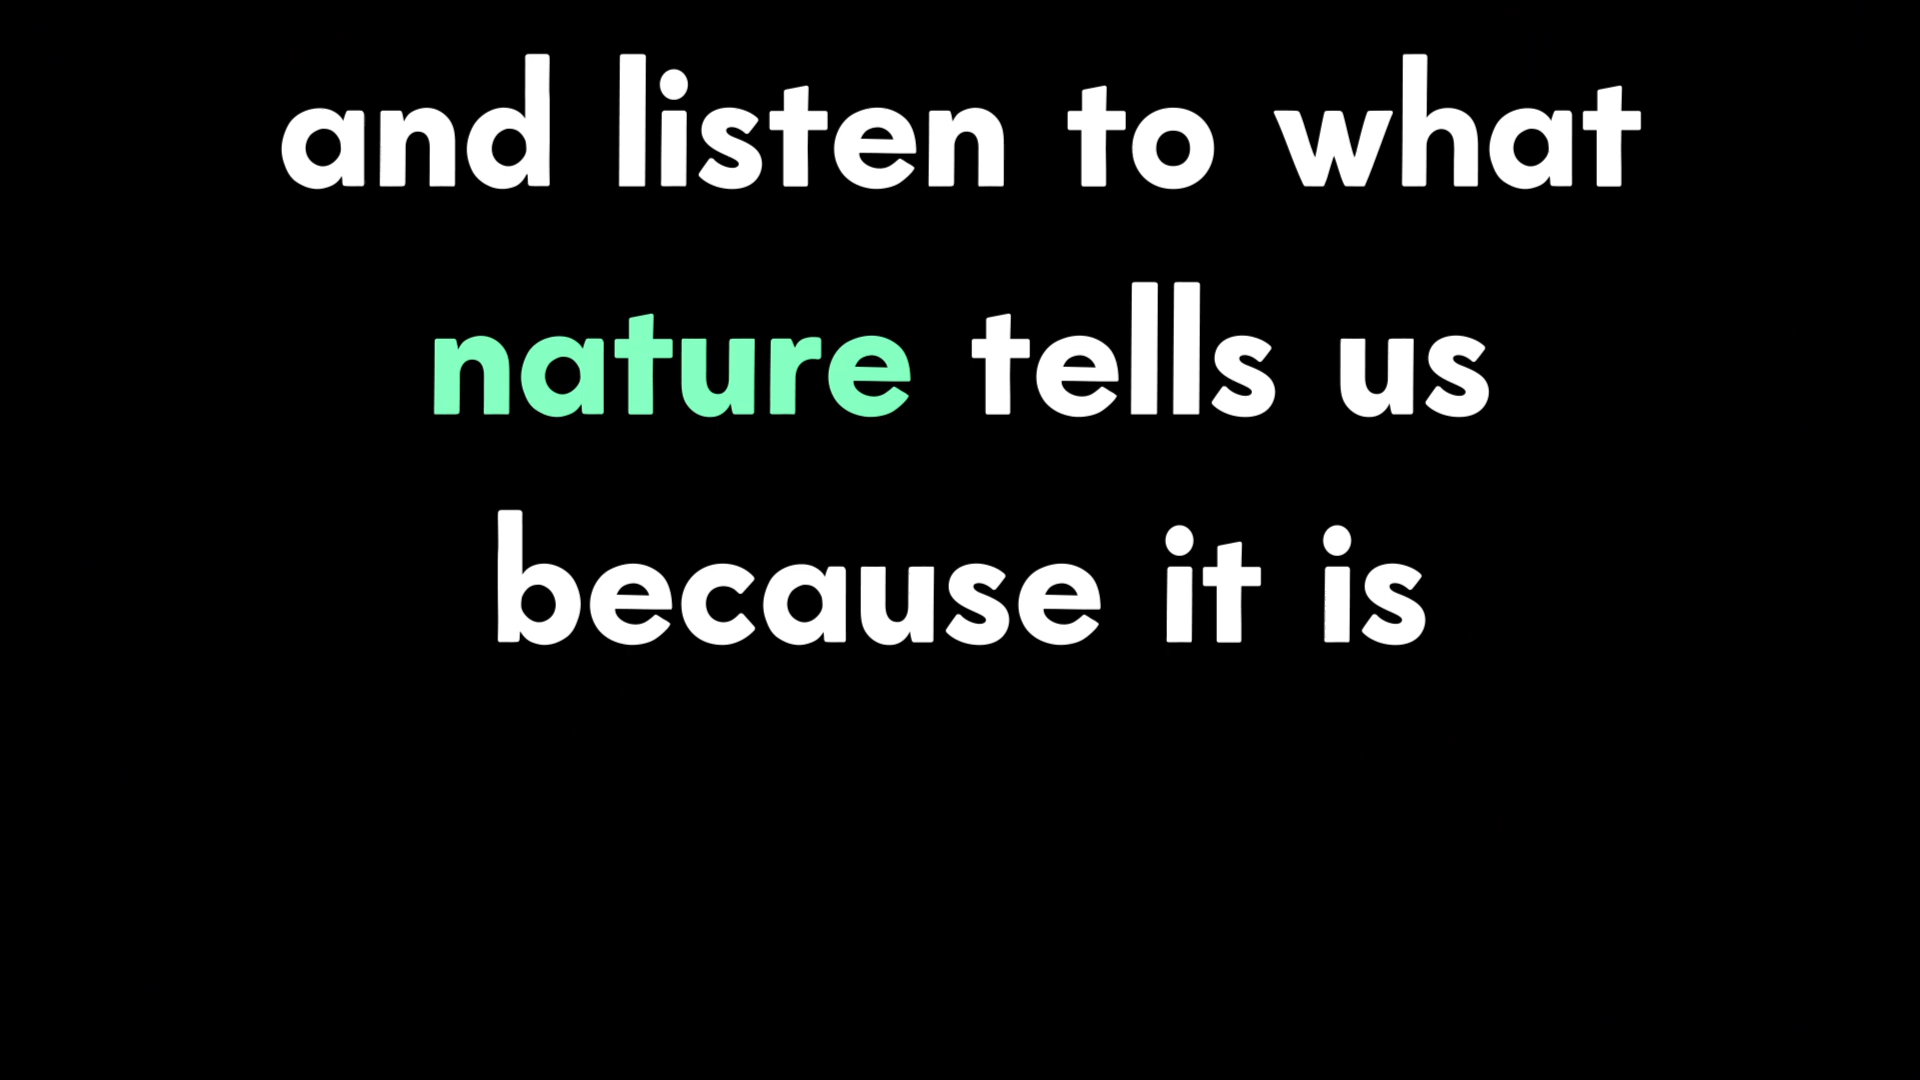 and listen to what
nature tells us
because it is